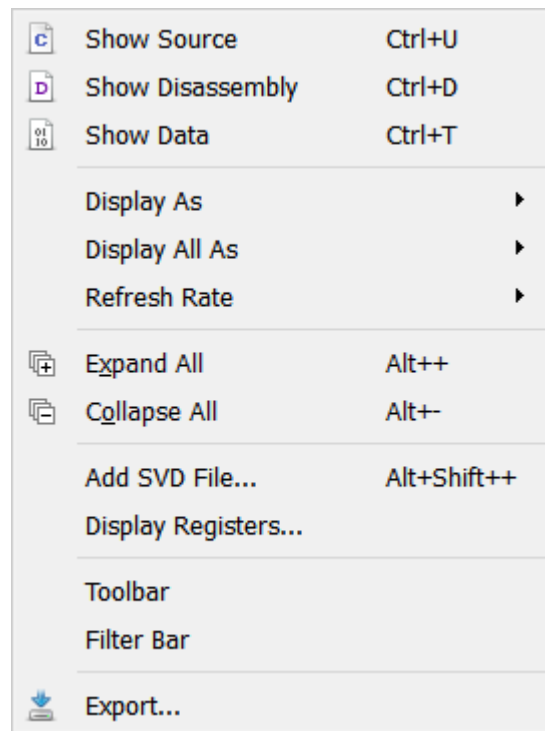 Show Source Ctrl+U
Show Disassembly Ctrl+D
Show Data Ctrl+T
Display As
Display All As
Refresh Rate
Expand All Alt++
Collapse All Alt+-
Add SVD File... Alt+Shift++
Display Registers...
Toolbar
Filter Bar
Export...